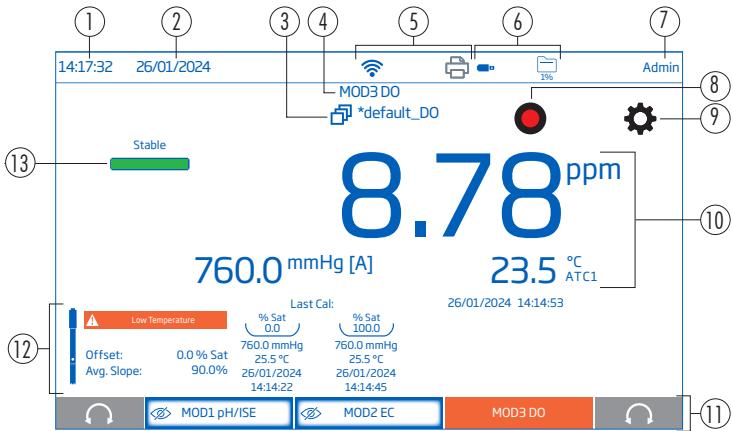 1 2 3 4 5 6 7
14:17:32 26/01/2024 1% Admin
MOD3 DO
*default_DO
8
9
Stable
13
8.78 ppm
10
760.0 mmHg [A] 23.5 °C ATC1
Last Cal: 26/01/2024 14:14:53
12
Low Temperature
% Sat % Sat
0.0 100.0
760.0 mmHg 760.0 mmHg
Offset: 0.0 % Sat 25.5 °C 25.5 °C
Avg. Slope: 90.0% 26/01/2024 26/01/2024
14:14:22 14:14:45
MOD1 pH/ISE MOD2 EC MOD3 DO
11